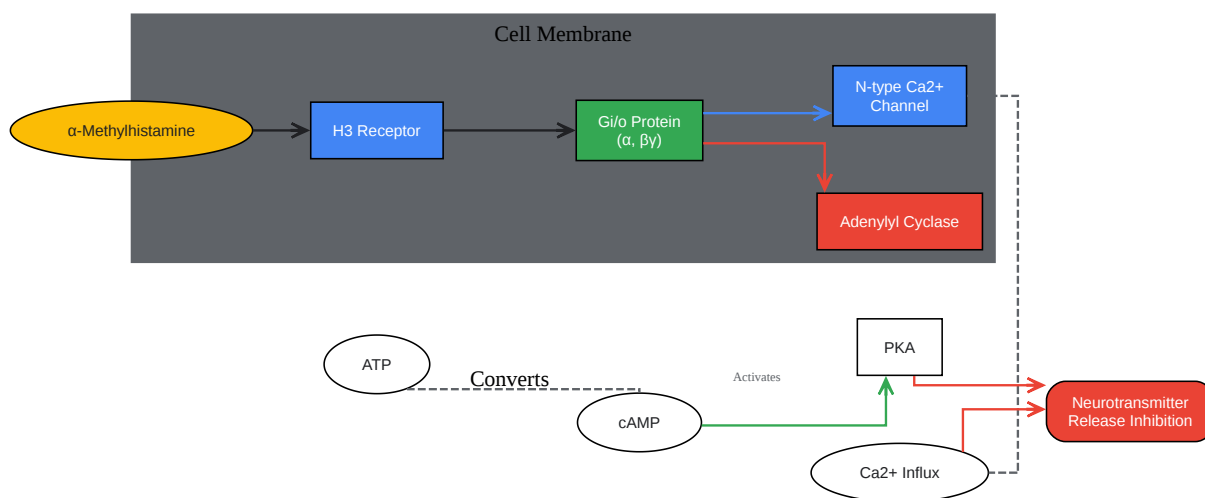 Cell Membrane
α-Methylhistamine
H3 Receptor
Gi/o Protein
(α, βγ)
N-type Ca2+
Channel
Adenylyl Cyclase
ATP
Converts
cAMP
Activates
PKA
Ca2+ Influx
Neurotransmitter
Release Inhibition